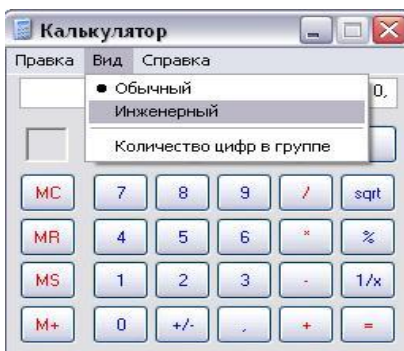 Калькулятор
Правка Вид Справка
0,
Обычный
Инженерный
Количество цифр в группе
MC 7 8 9 / sqrt
MR 4 5 6 * %
MS 1 2 3 - 1/x
M+ 0 +/- , + =